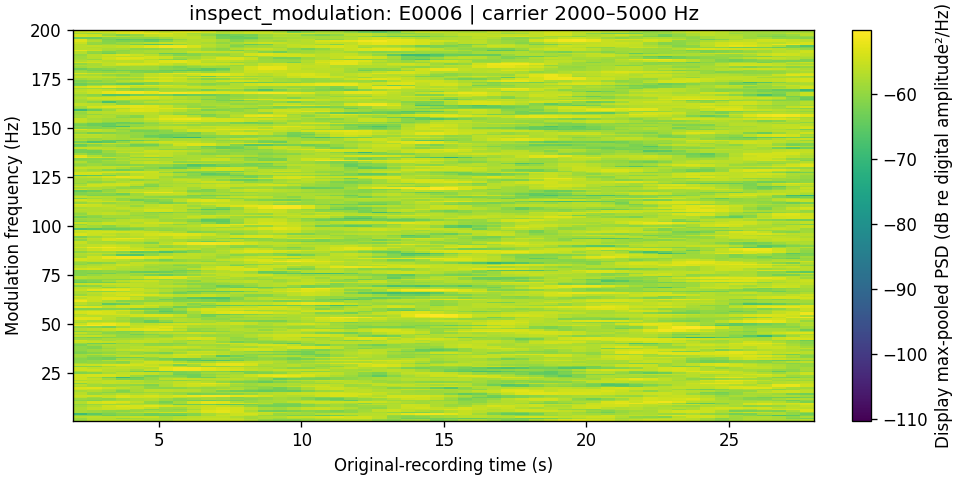 inspect_modulation: E0006 | carrier 2000–5000 Hz
200
175
150
125
100
75
50
25
Modulation frequency (Hz)
5 10 15 20 25
Original-recording time (s)
−60
−70
−80
−90
−100
−110
Display max-pooled PSD (dB re digital amplitude²/Hz)